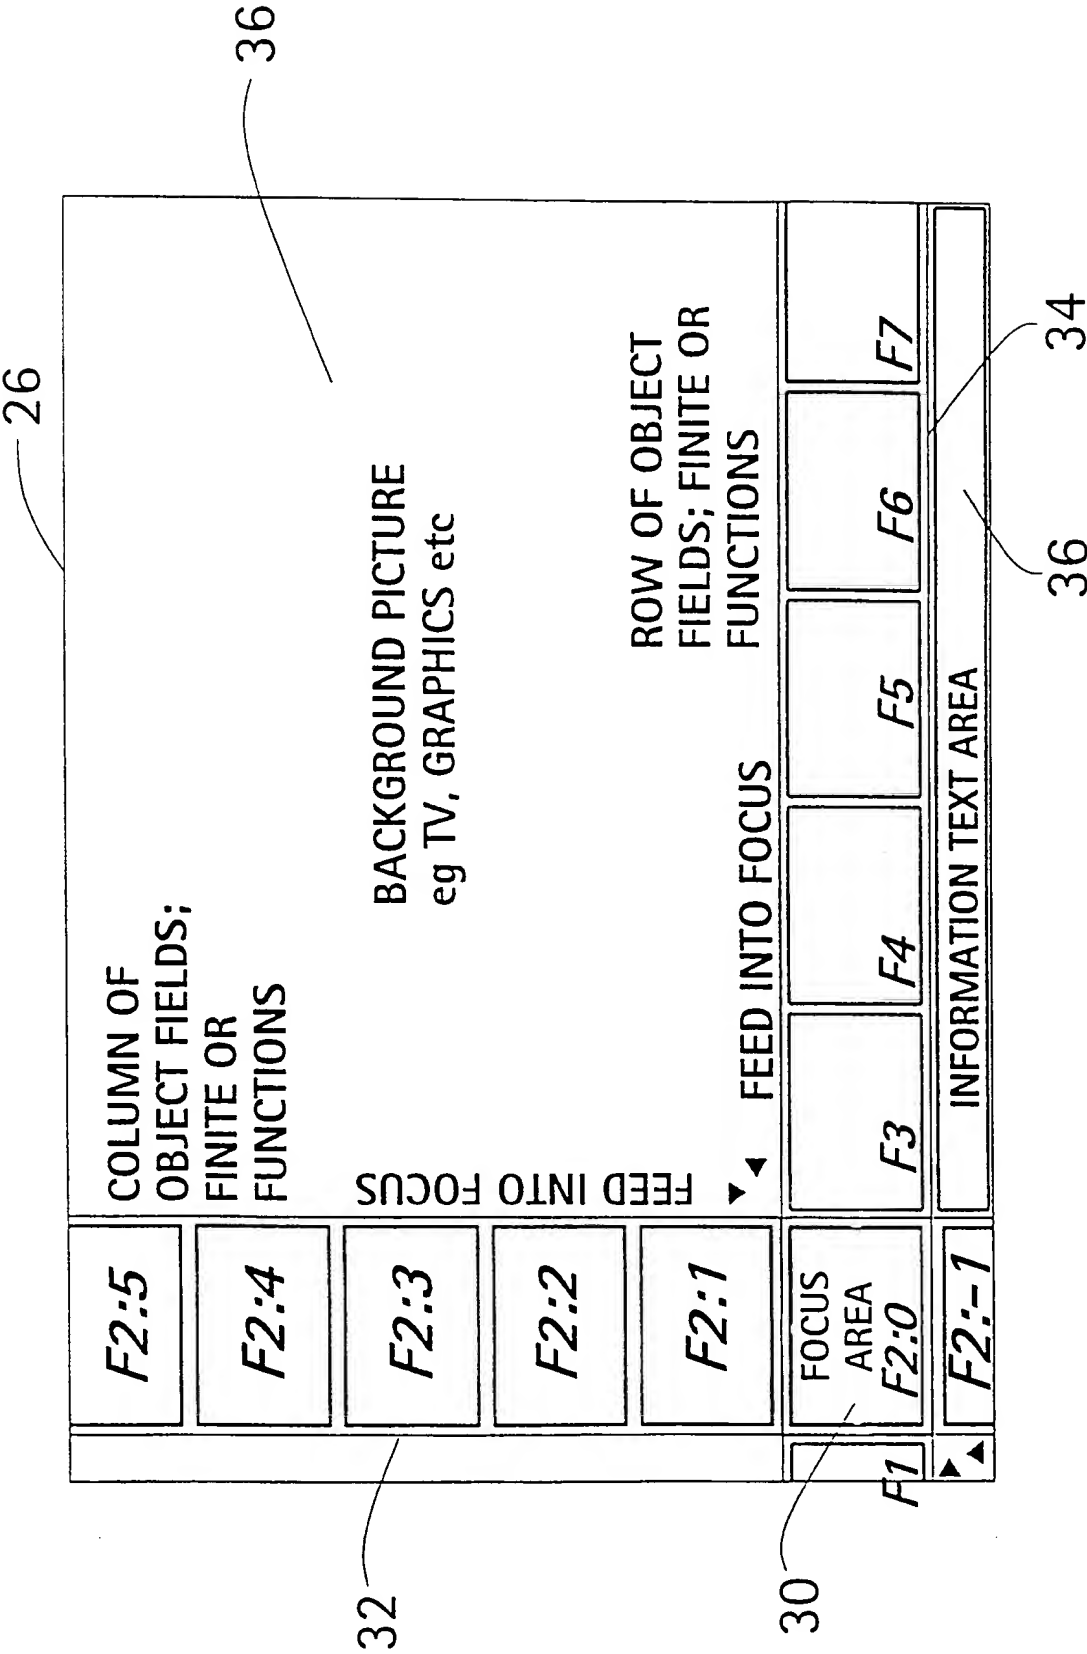 26
36
COLUMN OF
OBJECT FIELDS;
FINITE OR
FUNCTIONS
BACKGROUND PICTURE
eg TV, GRAPHICS etc
ROW OF OBJECT
FIELDS; FINITE OR
FUNCTIONS
FEED INTO FOCUS
FEED INTO FOCUS
F2:5
F2:4
F2:3
F2:2
F2:1
FOCUS
AREA
F2:0
F2:-1
F1
F3
F4
F5
F6
F7
INFORMATION TEXT AREA
32
30
36
34